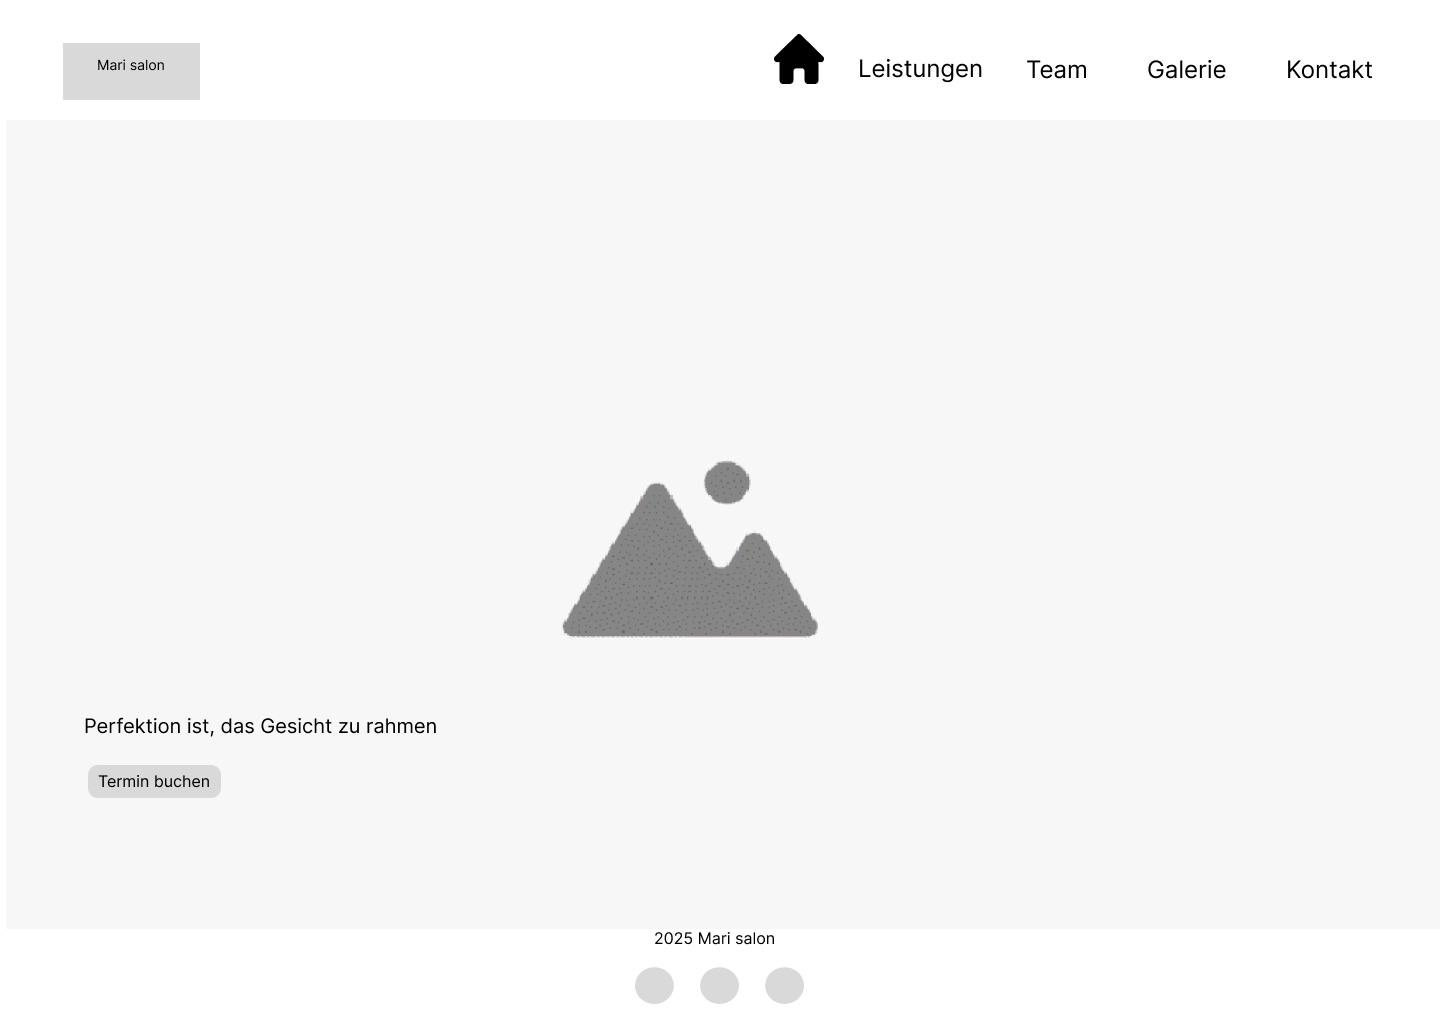 Mari salon
Leistungen
Team
Galerie
Kontakt
Perfektion ist, das Gesicht zu rahmen
Termin buchen
2025 Mari salon